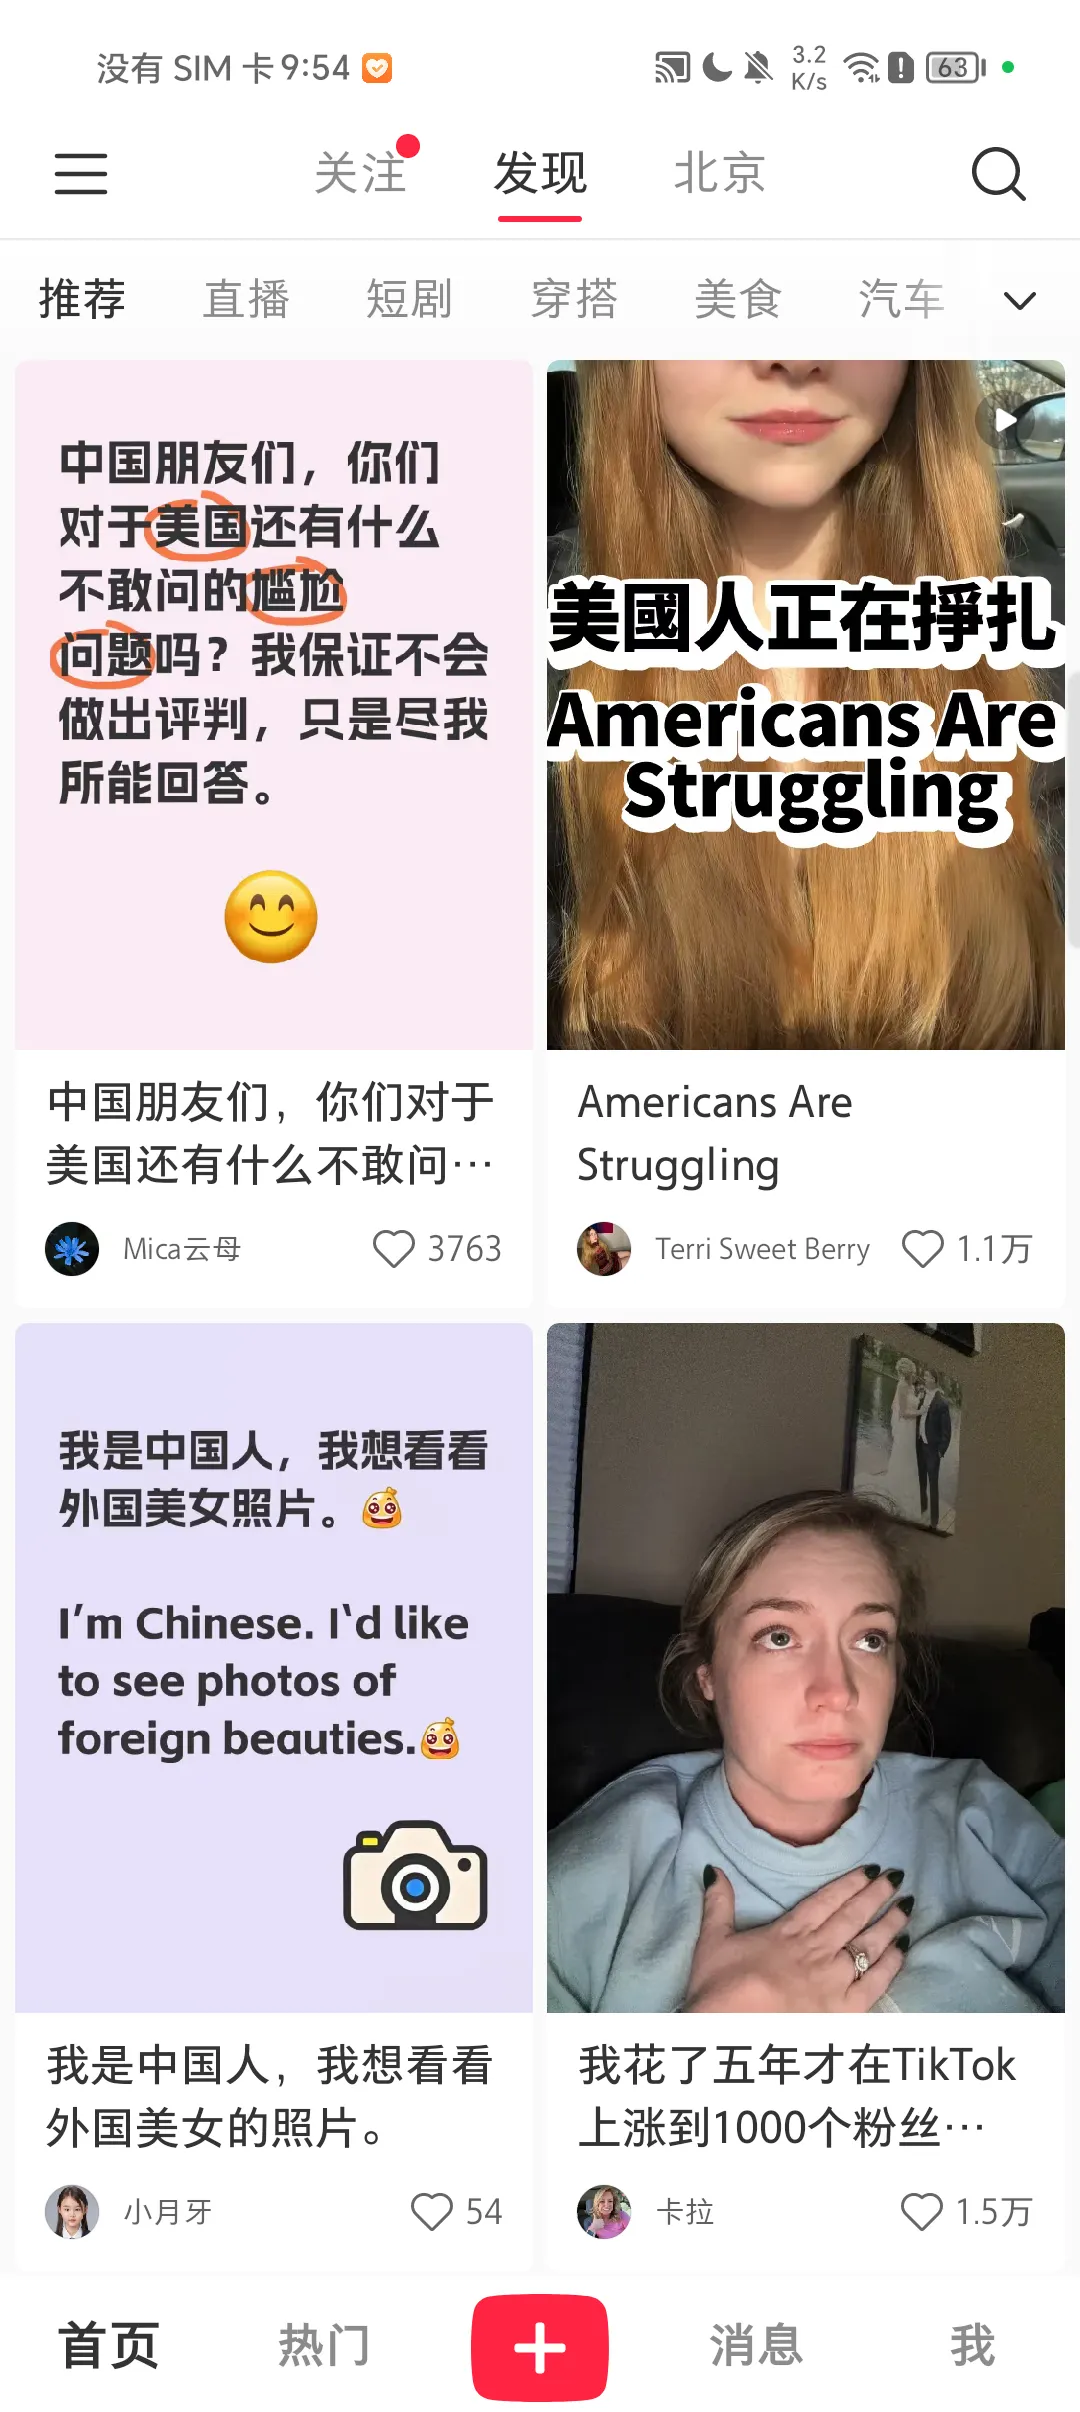 没有 SIM 卡 9:54
3.2
K/s
63
关注
发现
北京
推荐
直播
短剧
穿搭
美食
汽车
中国朋友们，你们
对于美国还有什么
不敢问的尴尬
问题吗？我保证不会
做出评判，只是尽我
所能回答。
中国朋友们，你们对于
美国还有什么不敢问…
Mica云母
3763
美國人正在掙扎
Americans Are
Struggling
Americans Are
Struggling
Terri Sweet Berry
1.1万
我是中国人，我想看看
外国美女照片。
I'm Chinese. I`d like
to see photos of
foreign beauties.
我是中国人，我想看看
外国美女的照片。
小月牙
54
我花了五年才在TikTok
上涨到1000个粉丝…
卡拉
1.5万
首页
热门
消息
我